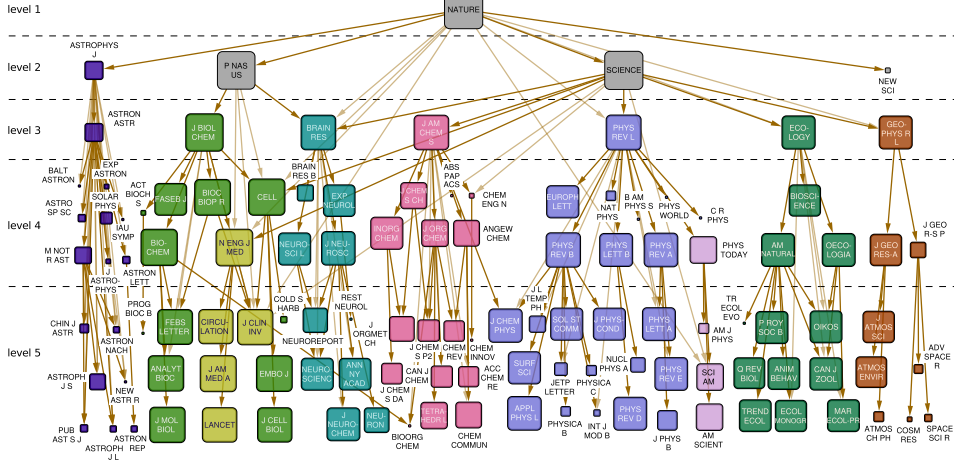 level 1
NATURE
level 2
ASTROPHYS
J
P NAS
US
SCIENCE
NEW
SCI
level 3
ASTRON
ASTR
J BIOL
CHEM
BRAIN
RES
J AM
CHEM
S
PHYS
REV L
ECO-
LOGY
GEO-
PHYS R
L
level 4
BALT
ASTRON
EXP
ASTRON
ASTRO
SP SC
SOLAR
PHYS
IAU
SYMP
M NOT
R AST
J
ASTRO-
PHYS
ASTRON
LETT
ACT
BIOCH
S
FASEB J
BIOC
BIOP R
CELL
BRAIN
RES B
EXP
NEUROL
BIO-
CHEM
N ENG J
MED
NEURO
SCI L
J NEU-
ROSC
J CHEM
S CH
ABS
PAP
ACS
CHEM
ENG N
INORG
CHEM
J ORG
CHEM
ANGEW
CHEM
EUROPH
LETT
NAT
PHYS
B AM
PHYS S
PHYS
WORLD
C R
PHYS
PHYS
REV B
PHYS
LETT B
PHYS
REV A
PHYS
TODAY
BIOSCI-
ENCE
AM
NATURAL
OECO-
LOGIA
J GEO
RES-A
J GEO
R-S P
level 5
CHIN J
ASTR
ASTRON
NACH
PROG
BIOC B
ASTROPH
J S
NEW
ASTR R
PUB
AST S J
ASTROPH
J L
ASTRON
REP
FEBS
LETTER
CIRCU-
LATION
J CLIN
INV
COLD S
HARB
NEUROREPORT
REST
NEUROL
J
ORGMET
CH
ANALYT
BIOC
J AM
MED A
EMBO J
NEURO
SCIENC
ANN
NY
ACAD
J MOL
BIOL
LANCET
J CELL
BIOL
J
NEURO-
CHEM
NEU-
RON
BIOORG
CHEM
J CHEM
S P2
CHEM
REV
CHEM
INNOV
J CHEM
S DA
CAN J
CHEM
ACC
CHEM
RE
TETRA-
HEDR L
CHEM
COMMUN
J CHEM
PHYS
J L
TEMP
PH
SOL ST
COMM
J PHYS-
COND
PHYS
LETT A
AM J
PHYS
SURF
SCI
JETP
LETTER
PHYSICA
C
NUCL
PHYS A
PHYS
REV E
SCI
AM
APPL
PHYS L
PHYSICA
B
INT J
MOD B
PHYS
REV D
J PHYS
B
AM
SCIENT
TR
ECOL
EVO
P ROY
SOC B
OIKOS
J
ATMOS
SCI
Q REV
BIOL
ANIM
BEHAV
CAN J
ZOOL
ATMOS
ENVIR
ADV
SPACE
R
TREND
ECOL
ECOL
MONOGR
MAR
ECOL-PR
ATMOS
CH PH
COSM
RES
SPACE
SCI R